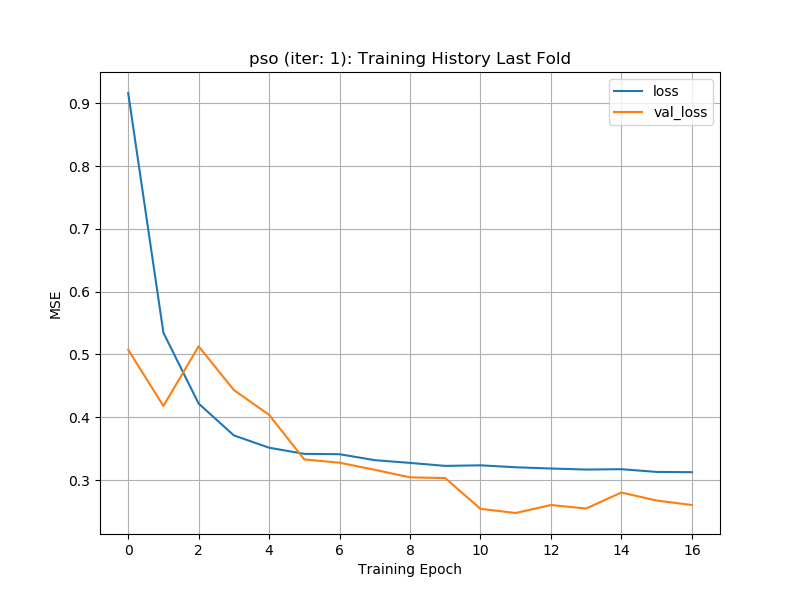 pso (iter: 1): Training History Last Fold
loss
val_loss
0.9
0.8
0.7
0.6
0.5
0.4
0.3
MSE
0 2 4 6 8 10 12 14 16
Training Epoch